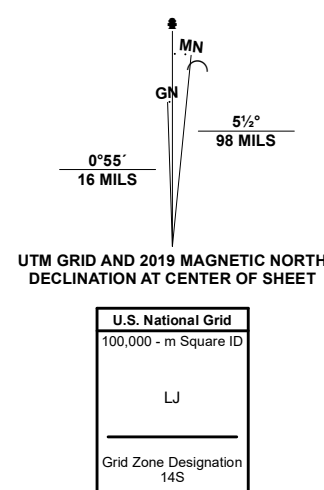 MN
GN
5½°
98 MILS
0°55´
16 MILS
UTM GRID AND 2019 MAGNETIC NORTH
DECLINATION AT CENTER OF SHEET
U.S. National Grid
100,000 - m Square ID
LJ
Grid Zone Designation
14S